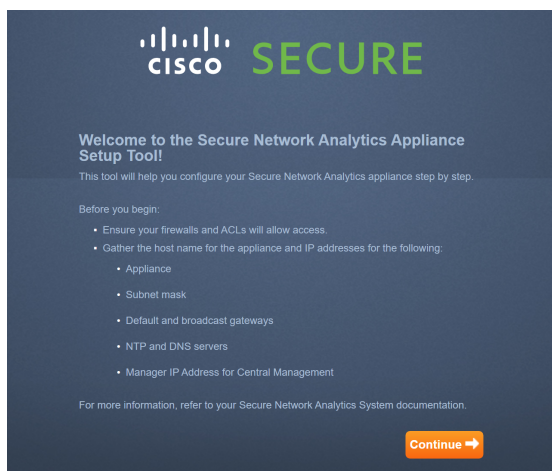 CISCO SECURE
Welcome to the Secure Network Analytics Appliance
Setup Tool!
This tool will help you configure your Secure Network Analytics appliance step by step.
Before you begin:
• Ensure your firewalls and ACLs will allow access.
• Gather the host name for the appliance and IP addresses for the following:
• Appliance
• Subnet mask
• Default and broadcast gateways
• NTP and DNS servers
• Manager IP Address for Central Management
For more information, refer to your Secure Network Analytics System documentation.
Continue